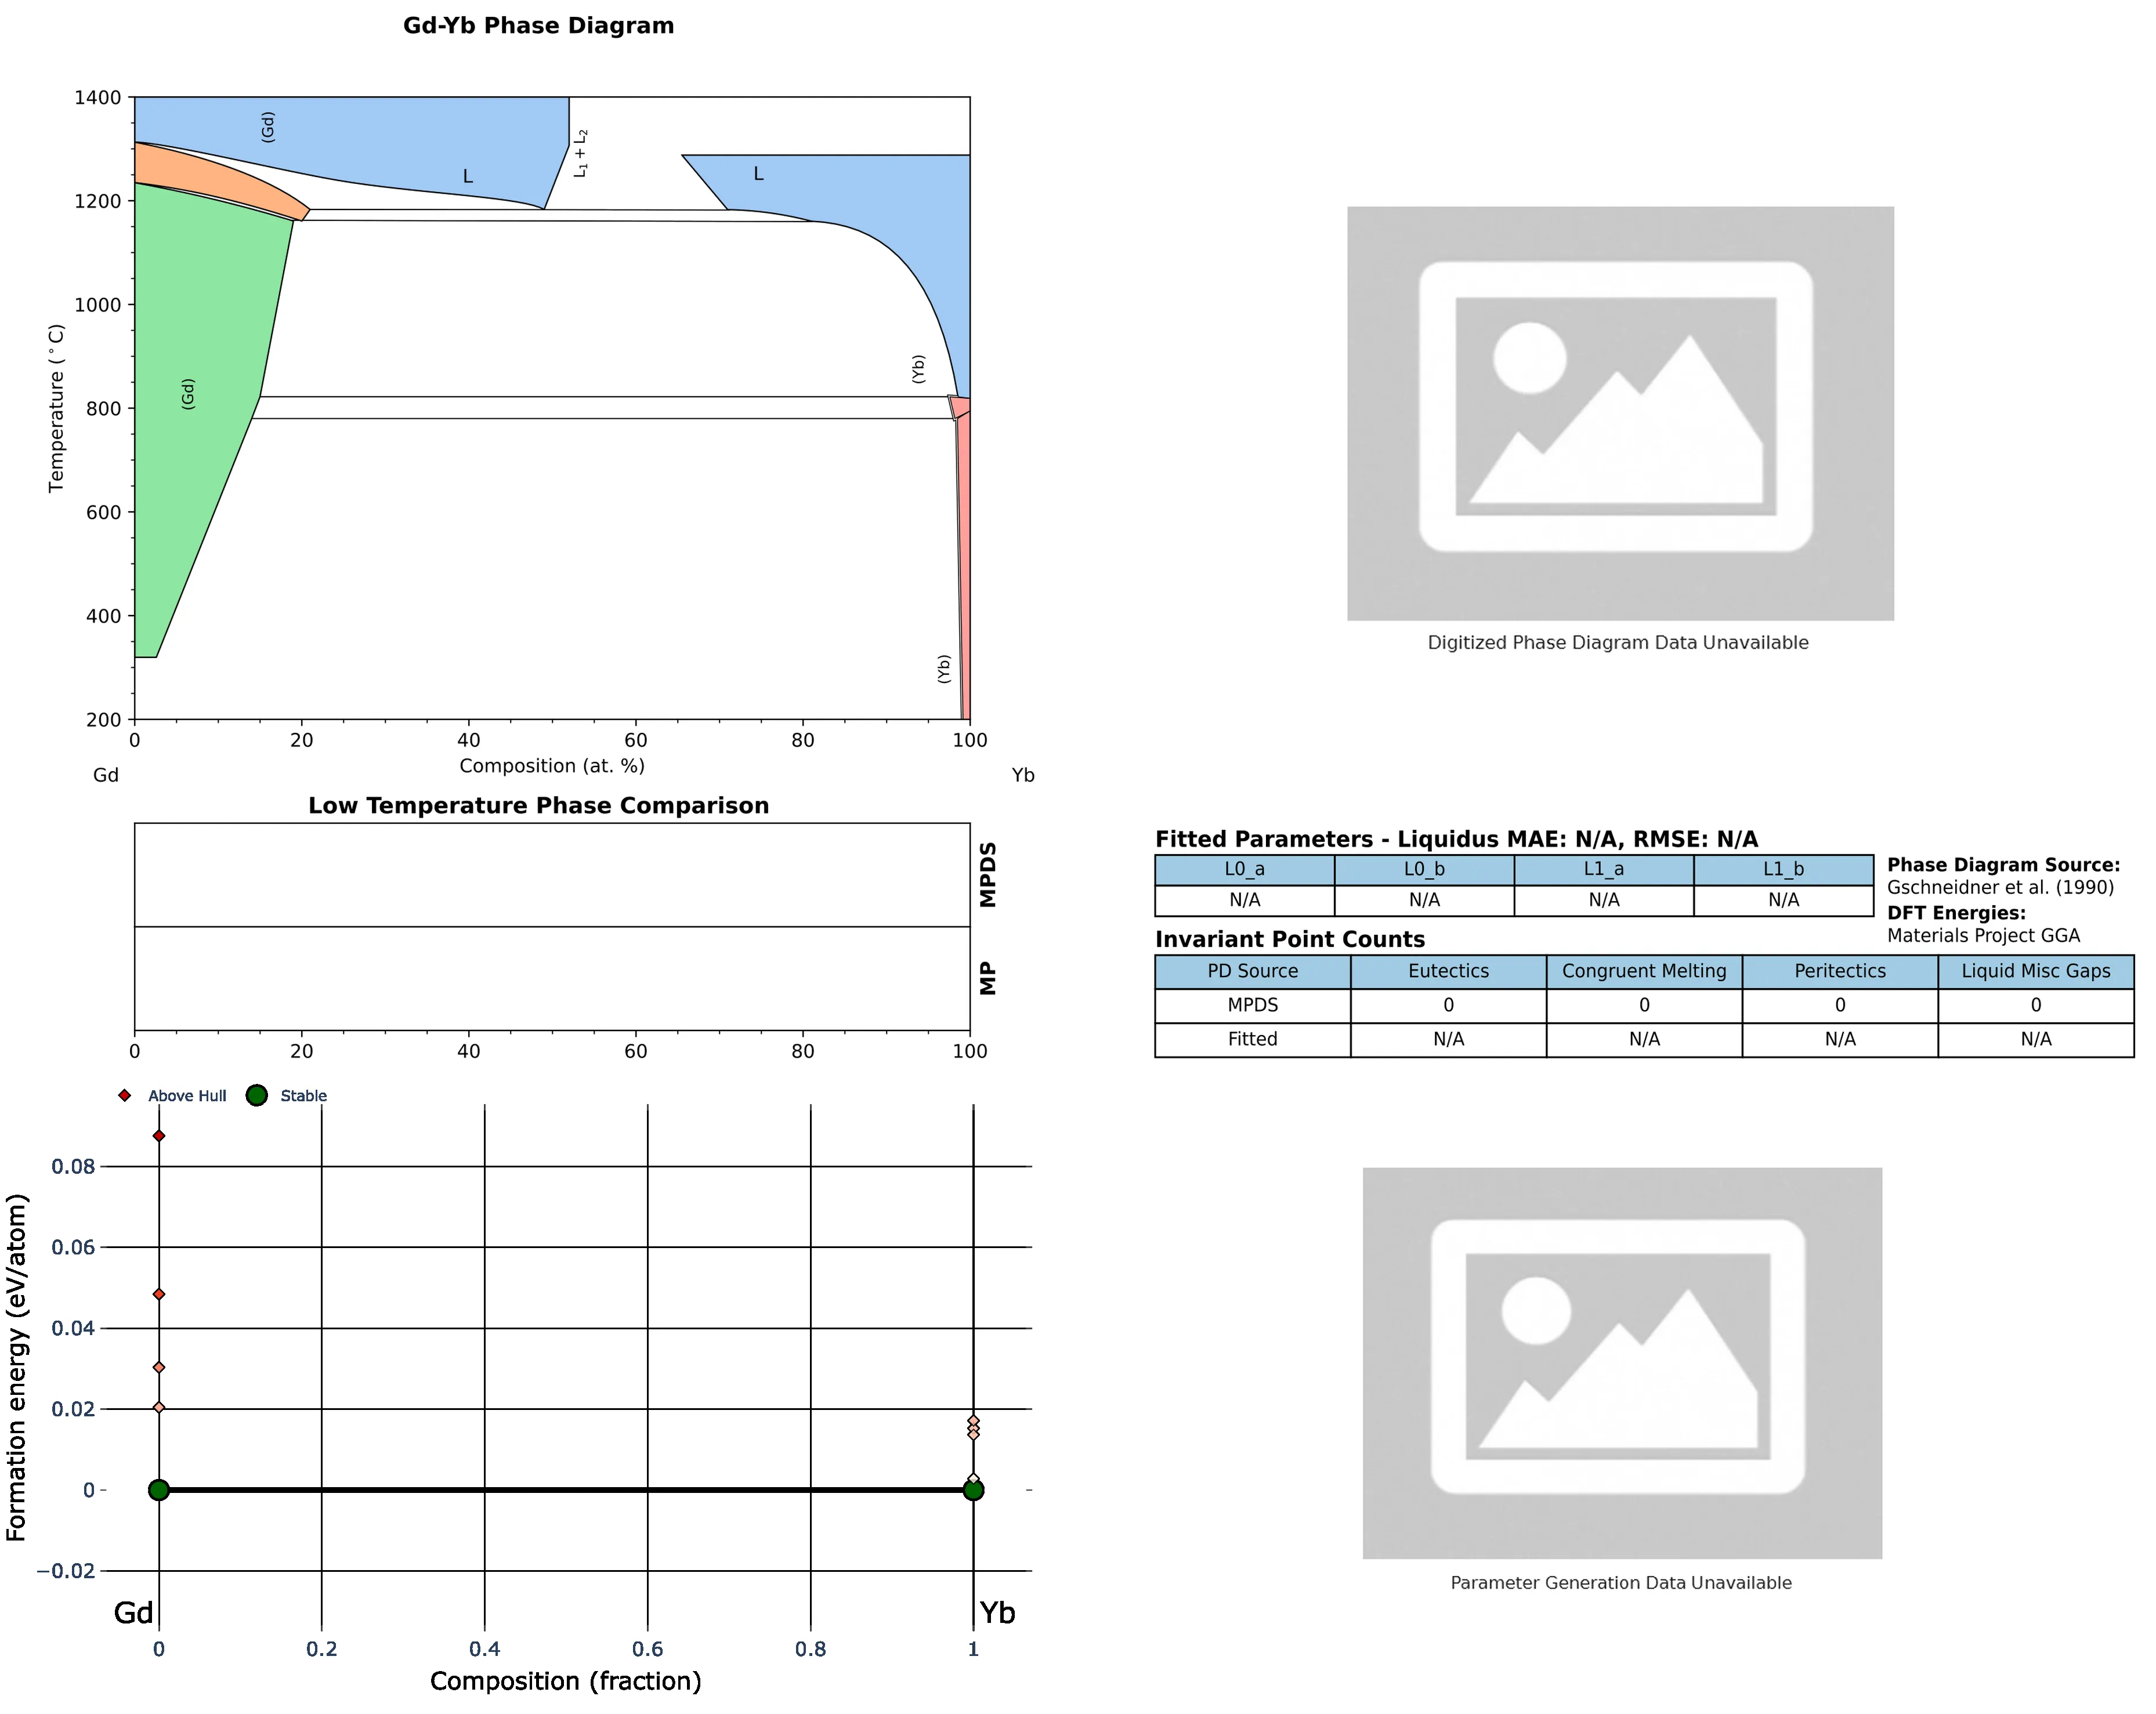 Gd-Yb Phase Diagram
1400
1200
1000
800
600
400
200
Temperature (°C)
(Gd)
L
L₁ + L₂
L
(Gd)
(Yb)
(Yb)
0 20 40 60 80 100
Composition (at. %)
Gd Yb
Digitized Phase Diagram Data Unavailable
Low Temperature Phase Comparison
MPDS
MP
0 20 40 60 80 100
Fitted Parameters - Liquidus MAE: N/A, RMSE: N/A
L0_a L0_b L1_a L1_b
N/A N/A N/A N/A
Phase Diagram Source:
Gschneidner et al. (1990)
DFT Energies:
Materials Project GGA
Invariant Point Counts
PD Source Eutectics Congruent Melting Peritectics Liquid Misc Gaps
MPDS 0 0 0 0
Fitted N/A N/A N/A N/A
Above Hull Stable
0.08
0.06
0.04
0.02
0
−0.02
Formation energy (eV/atom)
Gd Yb
0 0.2 0.4 0.6 0.8 1
Composition (fraction)
Parameter Generation Data Unavailable